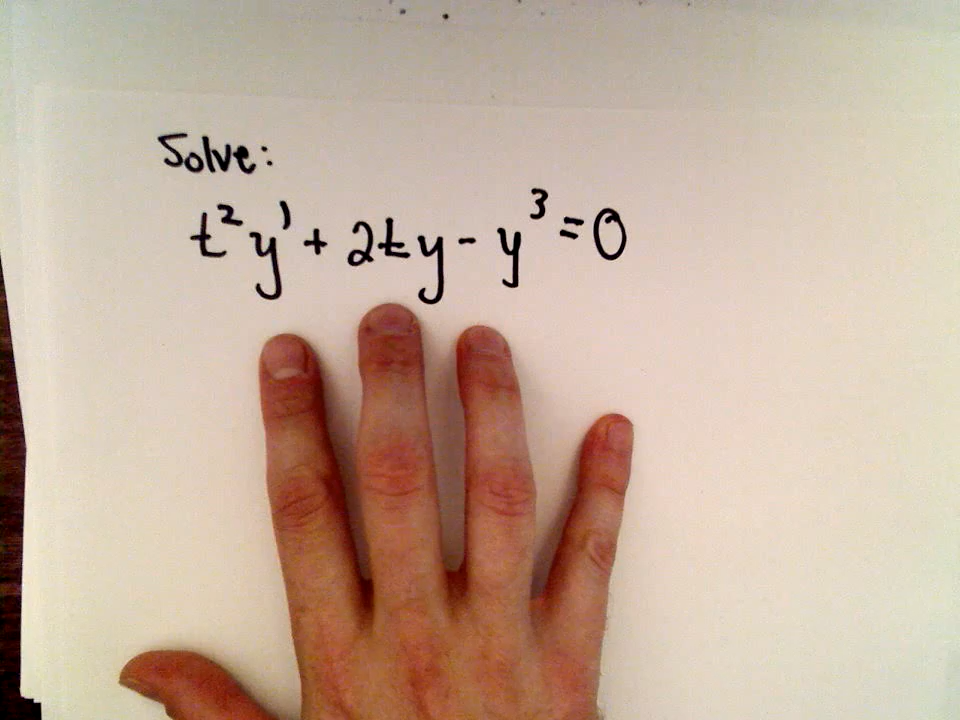 Solve:
t²y' + 2ty - y³ = 0